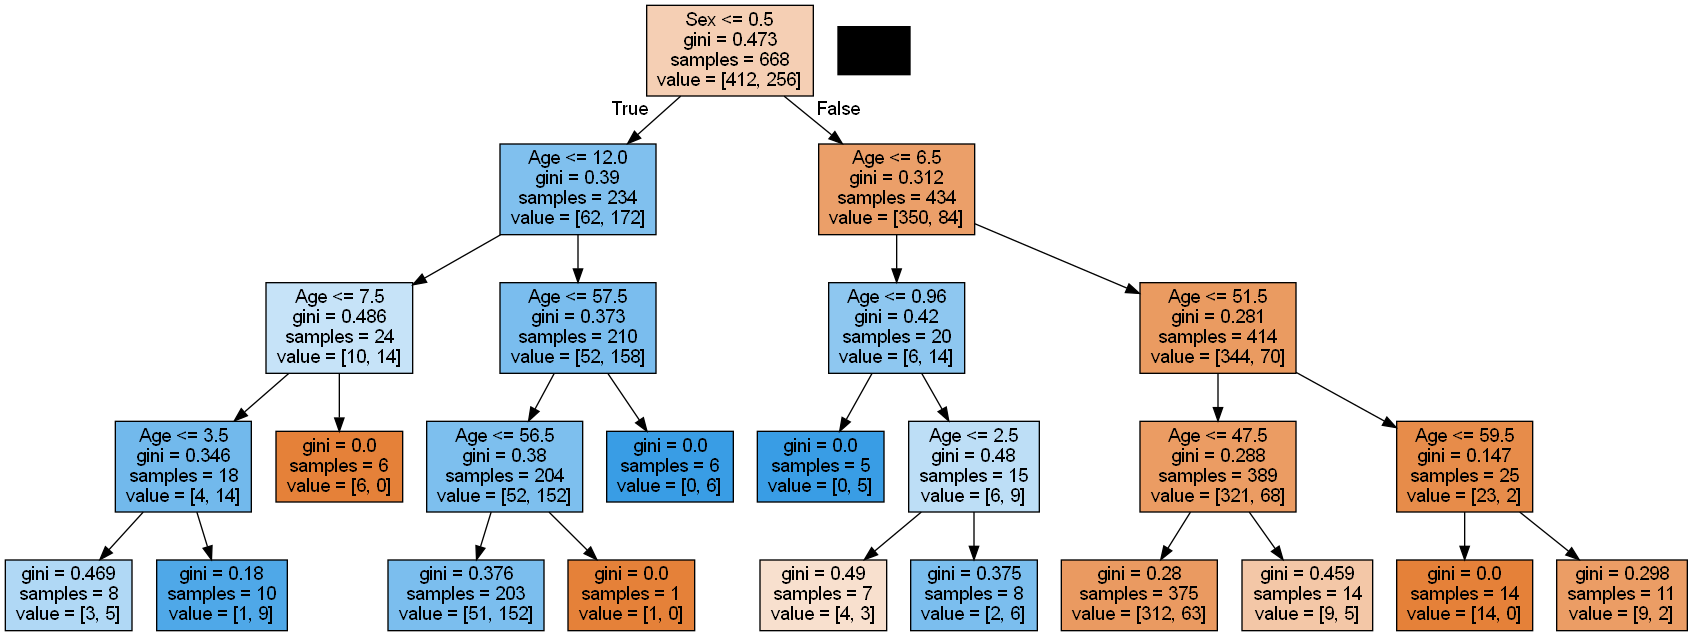 Sex <= 0.5
gini = 0.473
samples = 668
value = [412, 256]
True
False
Age <= 12.0
gini = 0.39
samples = 234
value = [62, 172]
Age <= 6.5
gini = 0.312
samples = 434
value = [350, 84]
Age <= 7.5
gini = 0.486
samples = 24
value = [10, 14]
Age <= 57.5
gini = 0.373
samples = 210
value = [52, 158]
Age <= 0.96
gini = 0.42
samples = 20
value = [6, 14]
Age <= 51.5
gini = 0.281
samples = 414
value = [344, 70]
Age <= 3.5
gini = 0.346
samples = 18
value = [4, 14]
gini = 0.0
samples = 6
value = [6, 0]
Age <= 56.5
gini = 0.38
samples = 204
value = [52, 152]
gini = 0.0
samples = 6
value = [0, 6]
gini = 0.0
samples = 5
value = [0, 5]
Age <= 2.5
gini = 0.48
samples = 15
value = [6, 9]
Age <= 47.5
gini = 0.288
samples = 389
value = [321, 68]
Age <= 59.5
gini = 0.147
samples = 25
value = [23, 2]
gini = 0.469
samples = 8
value = [3, 5]
gini = 0.18
samples = 10
value = [1, 9]
gini = 0.376
samples = 203
value = [51, 152]
gini = 0.0
samples = 1
value = [1, 0]
gini = 0.49
samples = 7
value = [4, 3]
gini = 0.375
samples = 8
value = [2, 6]
gini = 0.28
samples = 375
value = [312, 63]
gini = 0.459
samples = 14
value = [9, 5]
gini = 0.0
samples = 14
value = [14, 0]
gini = 0.298
samples = 11
value = [9, 2]